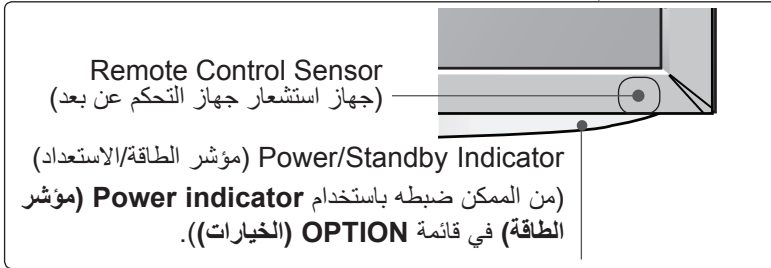 Remote Control Sensor
(جهاز استشعار جهاز التحكم عن بعد)
Power/Standby Indicator (مؤشر الطاقة/الاستعداد)
(من الممكن ضبطه باستخدام Power indicator (مؤشر
الطاقة) في قائمة OPTION (الخيارات)).